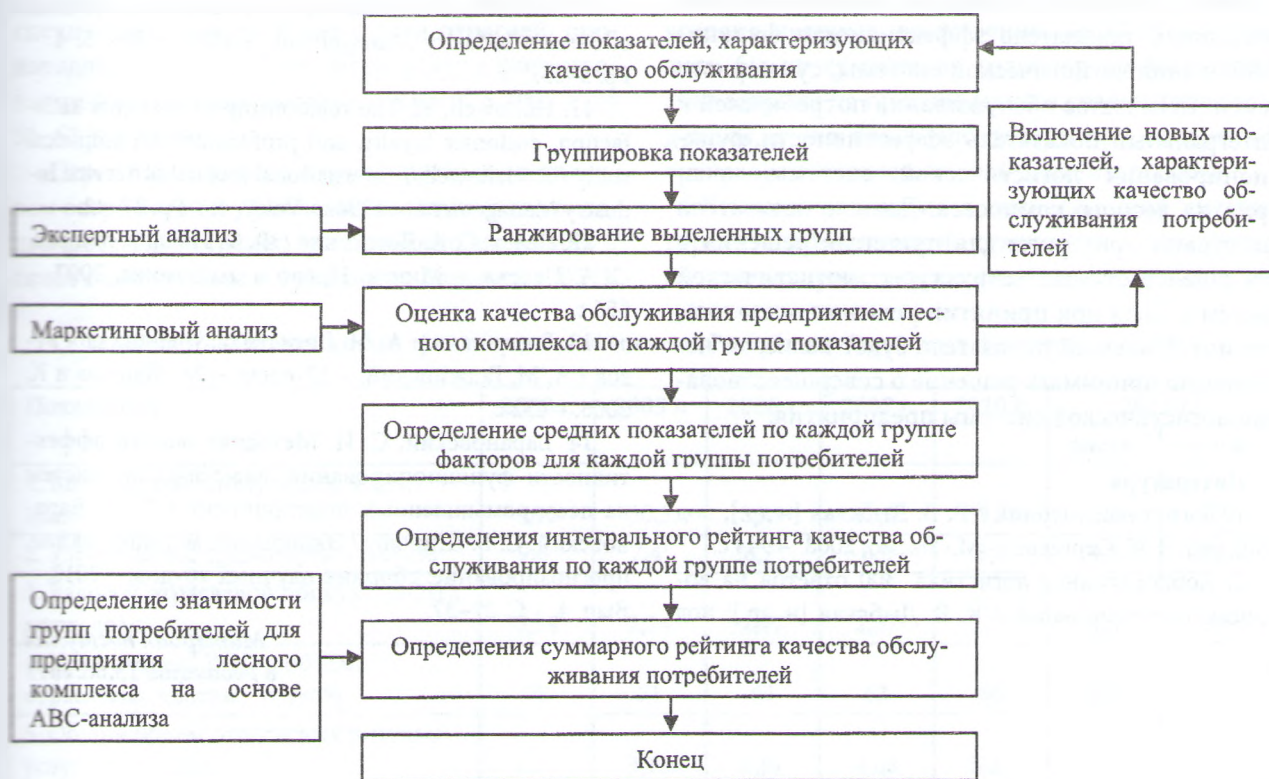 Определение показателей, характеризующих
качество обслуживания
Группировка показателей
Включение новых по-
казателей, характери-
зующих качество об-
служивания потреби-
телей
Экспертный анализ
Ранжирование выделенных групп
Маркетинговый анализ
Оценка качества обслуживания предприятием лес-
ного комплекса по каждой группе показателей
Определение средних показателей по каждой группе
факторов для каждой группы потребителей
Определения интегрального рейтинга качества об-
служивания по каждой группе потребителей
Определение значимости
групп потребителей для
предприятия лесного
комплекса на основе
АВС-анализа
Определения суммарного рейтинга качества обслу-
живания потребителей
Конец